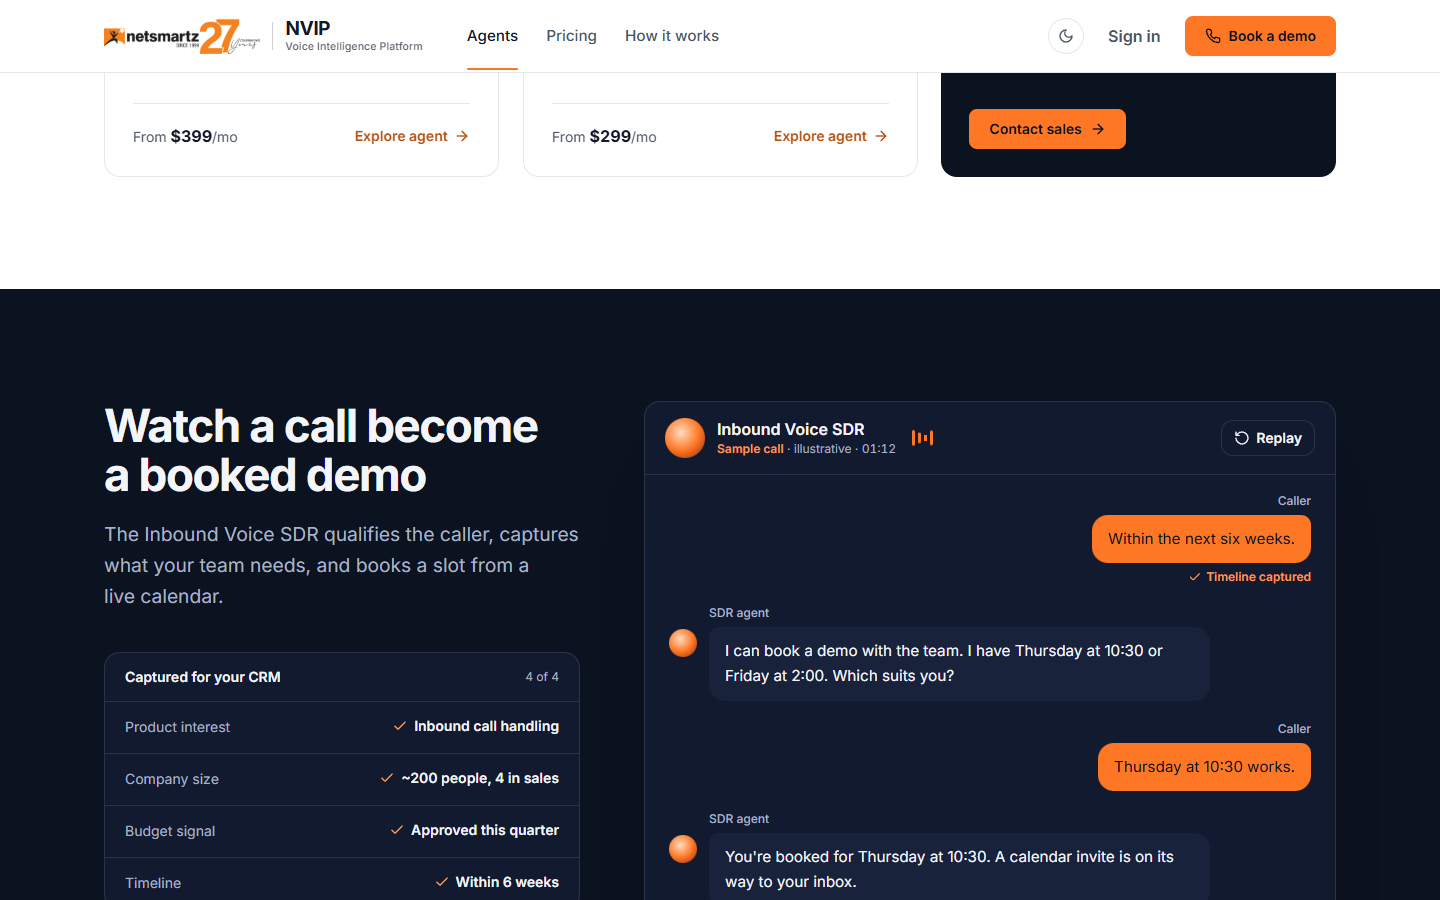 netsmartz 27
SINCE 1999
NVIP
Voice Intelligence Platform
Agents
Pricing
How it works
Sign in
Book a demo
From $399/mo
Explore agent →
From $299/mo
Explore agent →
Contact sales →
Watch a call become
a booked demo
The Inbound Voice SDR qualifies the caller, captures
what your team needs, and books a slot from a
live calendar.
Captured for your CRM
4 of 4
Product interest
✓ Inbound call handling
Company size
✓ ~200 people, 4 in sales
Budget signal
✓ Approved this quarter
Timeline
✓ Within 6 weeks
Inbound Voice SDR
Sample call · illustrative · 01:12
Replay
Caller
Within the next six weeks.
✓ Timeline captured
SDR agent
I can book a demo with the team. I have Thursday at 10:30 or
Friday at 2:00. Which suits you?
Caller
Thursday at 10:30 works.
SDR agent
You're booked for Thursday at 10:30. A calendar invite is on its
way to your inbox.